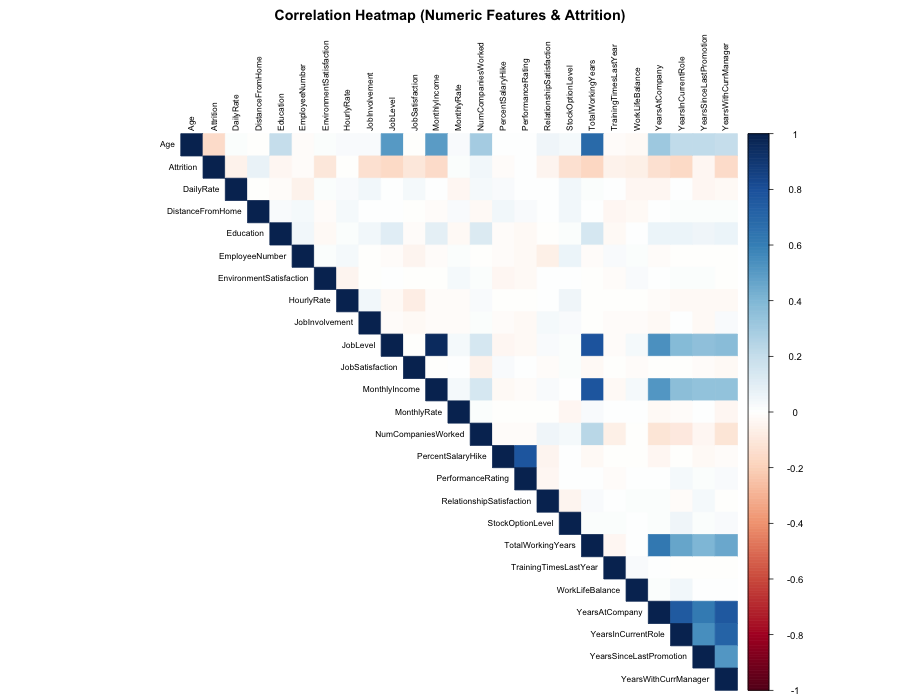 Correlation Heatmap (Numeric Features & Attrition)
Age
Attrition
DailyRate
DistanceFromHome
Education
EmployeeNumber
EnvironmentSatisfaction
HourlyRate
JobInvolvement
JobLevel
JobSatisfaction
MonthlyIncome
MonthlyRate
NumCompaniesWorked
PercentSalaryHike
PerformanceRating
RelationshipSatisfaction
StockOptionLevel
TotalWorkingYears
TrainingTimesLastYear
WorkLifeBalance
YearsAtCompany
YearsInCurrentRole
YearsSinceLastPromotion
YearsWithCurrManager
Age
Attrition
DailyRate
DistanceFromHome
Education
EmployeeNumber
EnvironmentSatisfaction
HourlyRate
JobInvolvement
JobLevel
JobSatisfaction
MonthlyIncome
MonthlyRate
NumCompaniesWorked
PercentSalaryHike
PerformanceRating
RelationshipSatisfaction
StockOptionLevel
TotalWorkingYears
TrainingTimesLastYear
WorkLifeBalance
YearsAtCompany
YearsInCurrentRole
YearsSinceLastPromotion
YearsWithCurrManager
1
0.8
0.6
0.4
0.2
0
-0.2
-0.4
-0.6
-0.8
-1